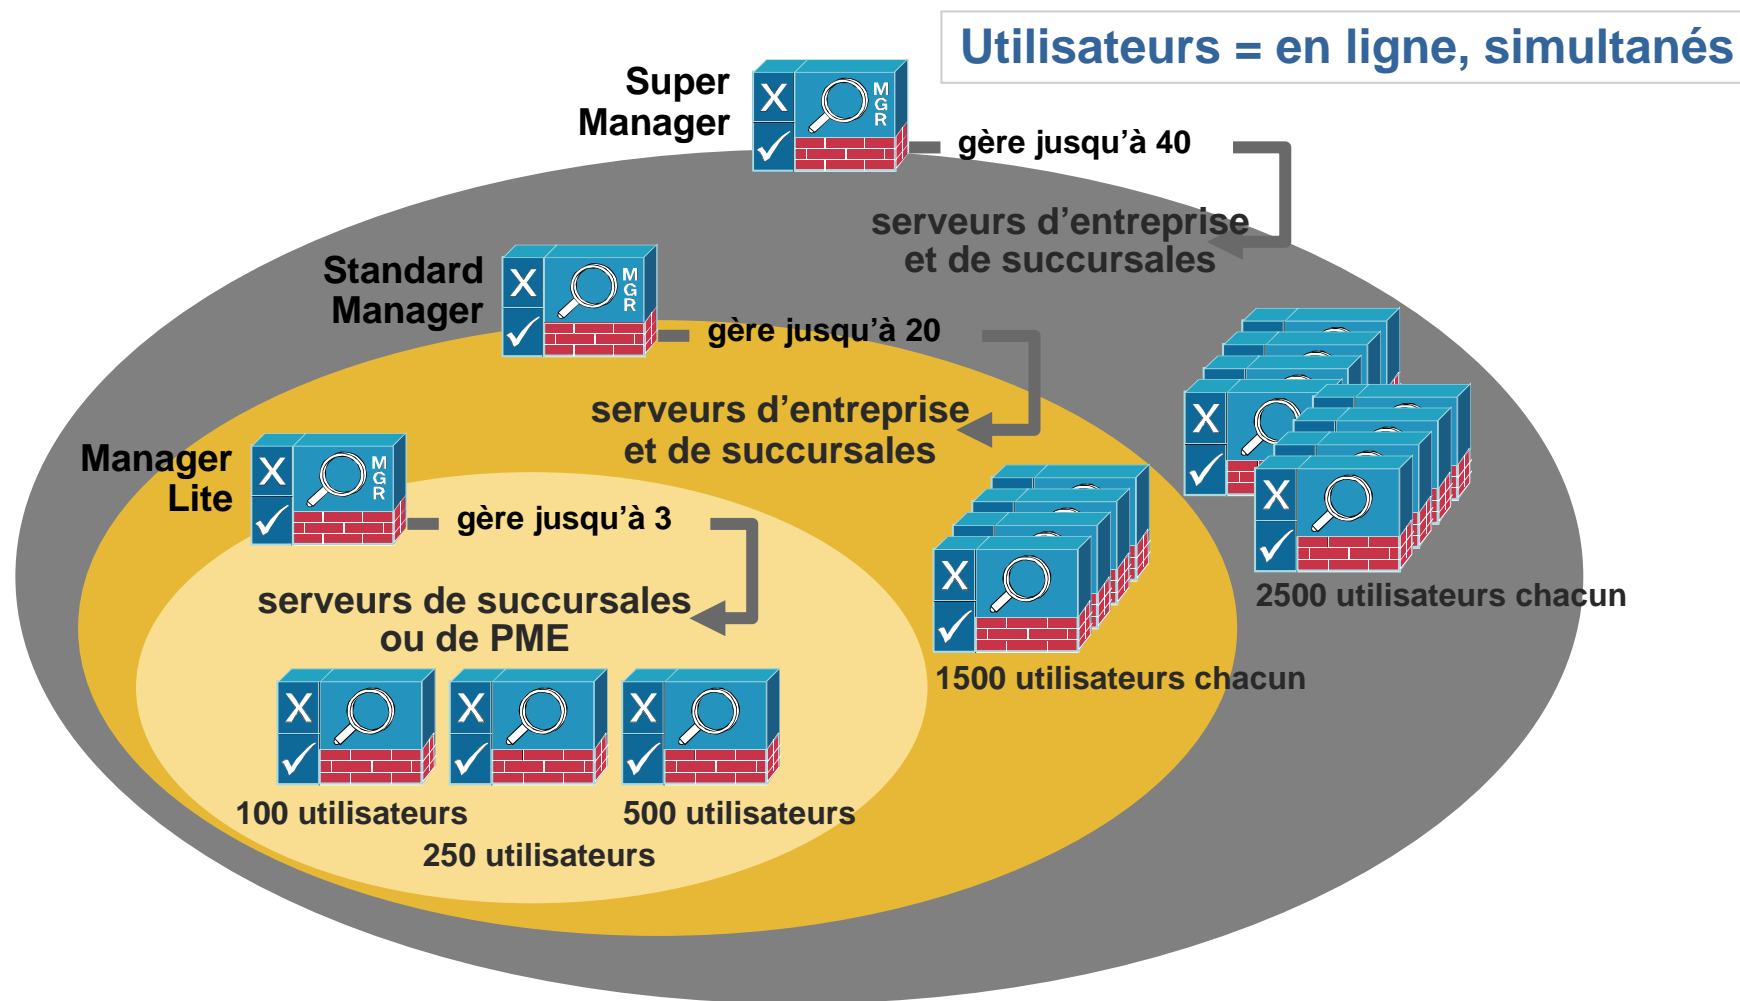 Utilisateurs = en ligne, simultanés
Super
Manager
MGR
gère jusqu’à 40
serveurs d’entreprise
et de succursales
Standard
Manager
MGR
gère jusqu’à 20
serveurs d’entreprise
et de succursales
Manager
Lite
MGR
gère jusqu’à 3
serveurs de succursales
ou de PME
2500 utilisateurs chacun
1500 utilisateurs chacun
100 utilisateurs
500 utilisateurs
250 utilisateurs